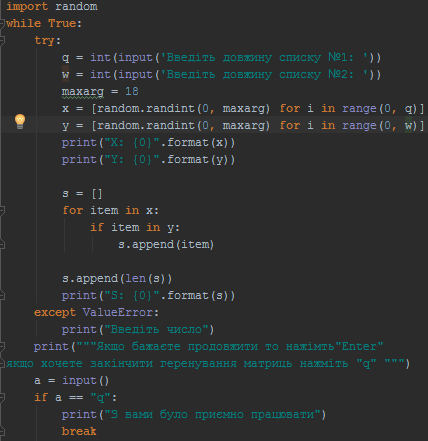 import random
while True:
    try:
        q = int(input('Введіть довжину списку №1: '))
        w = int(input('Введіть довжину списку №2: '))
        maxarg = 18
        x = [random.randint(0, maxarg) for i in range(0, q)]
        y = [random.randint(0, maxarg) for i in range(0, w)]
        print("X: {0}".format(x))
        print("Y: {0}".format(y))

        s = []
        for item in x:
            if item in y:
                s.append(item)

        s.append(len(s))
        print("S: {0}".format(s))
    except ValueError:
        print("Введіть число")
    print("""Якшо бажаєте продовжити то нажімть"Enter"
якшо хочете закінчити геренування матриць нажміть "q" """)
    a = input()
    if a == "q":
        print("З вами було приємно працювати")
        break